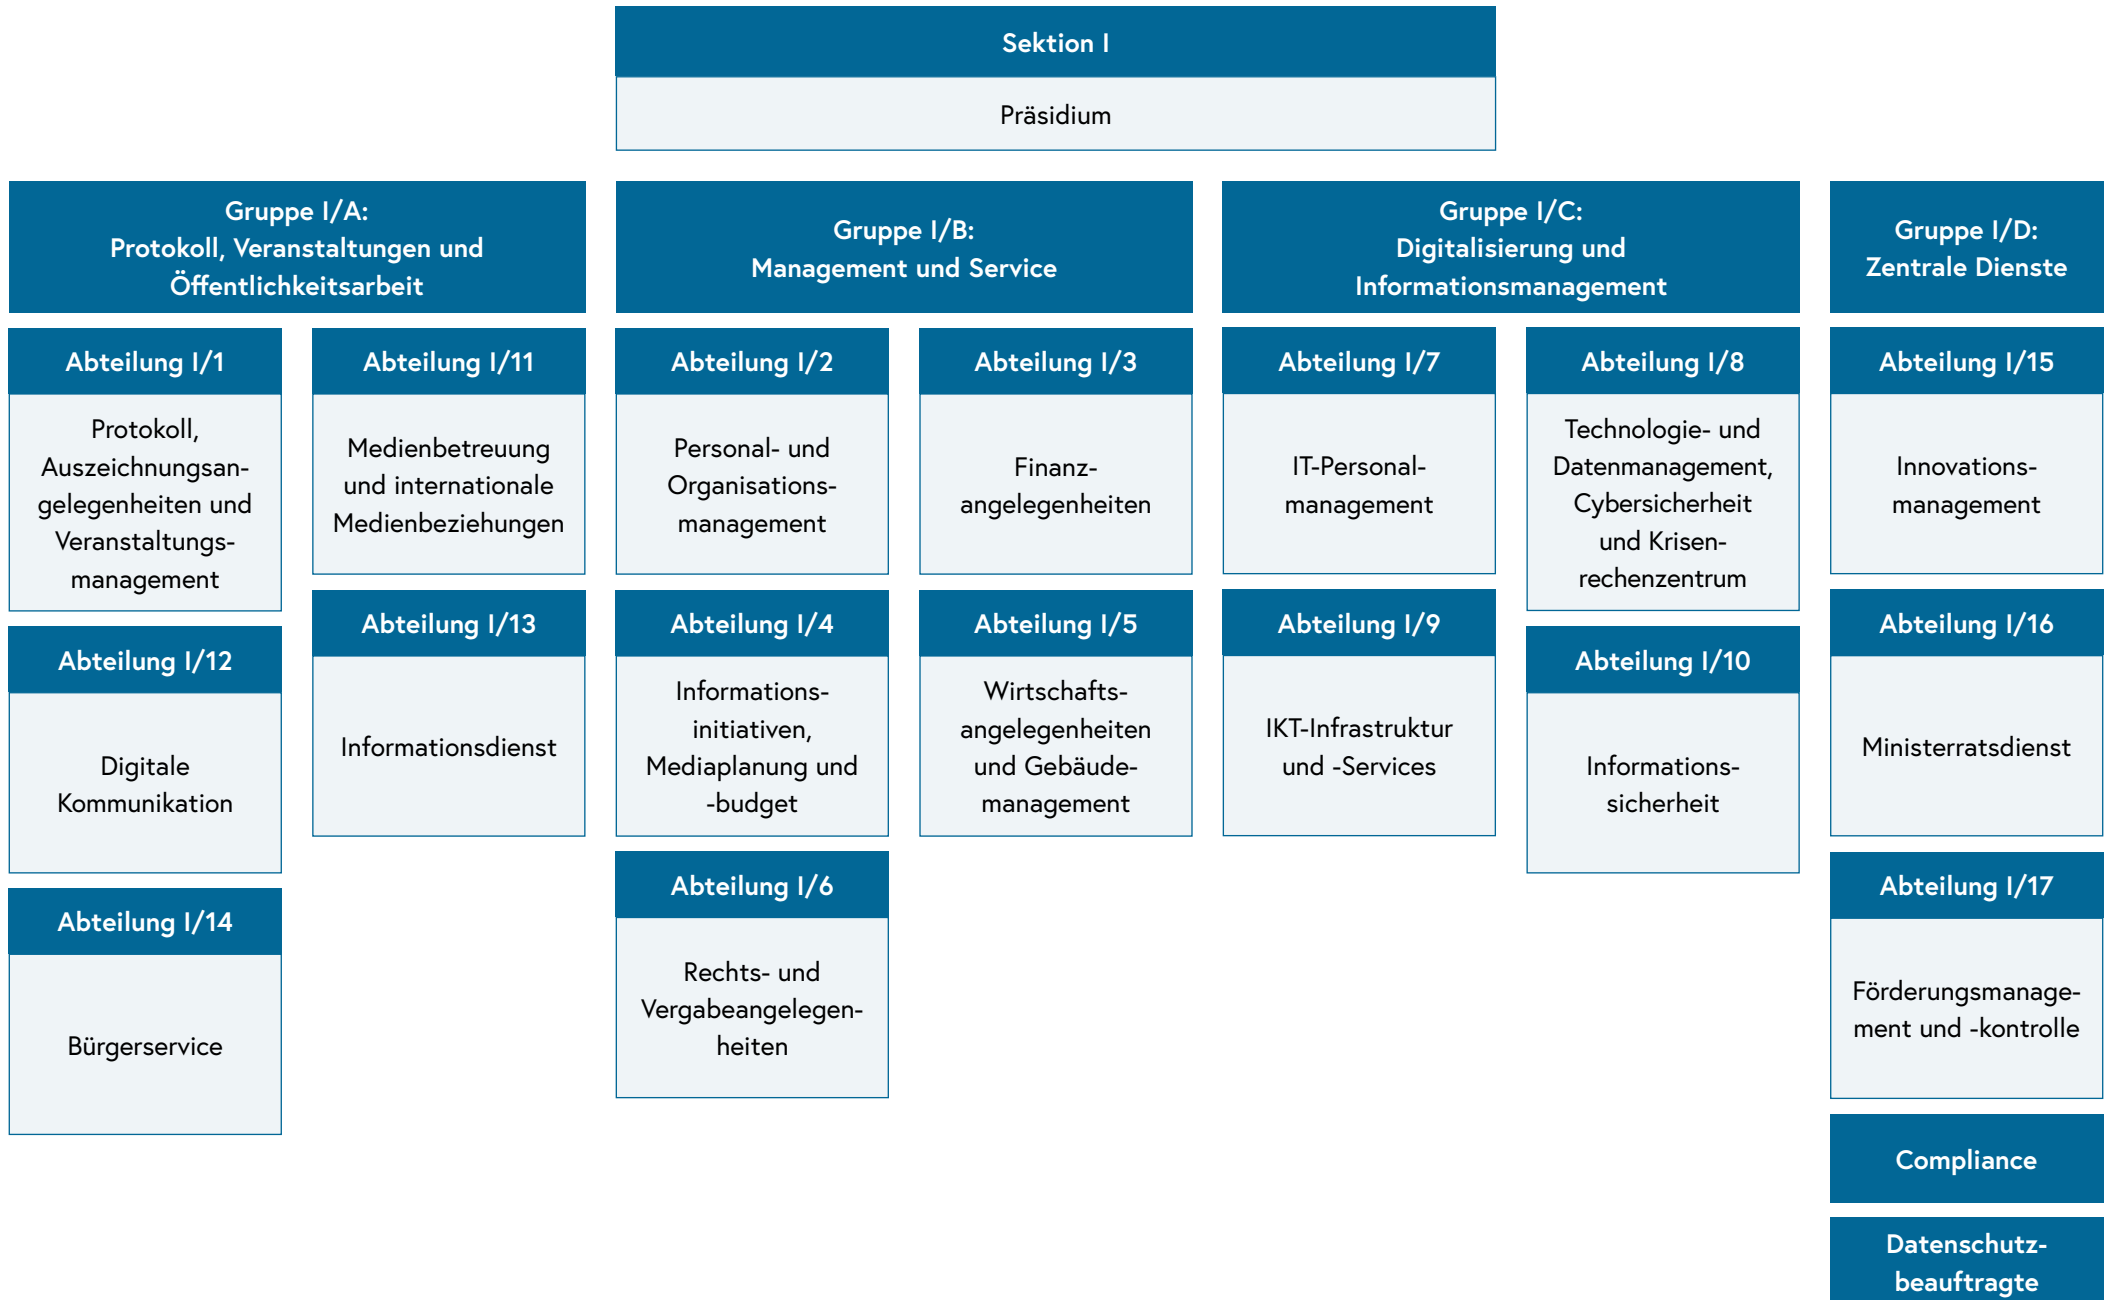 Sektion I
Präsidium
Gruppe I/A:
Protokoll, Veranstaltungen und
Öffentlichkeitsarbeit
Abteilung I/1
Protokoll,
Auszeichnungsan-
gelegenheiten und
Veranstaltungs-
management
Abteilung I/11
Medienbetreuung
und internationale
Medienbeziehungen
Abteilung I/12
Digitale
Kommunikation
Abteilung I/13
Informationsdienst
Abteilung I/14
Bürgerservice
Gruppe I/B:
Management und Service
Abteilung I/2
Personal- und
Organisations-
management
Abteilung I/3
Finanz-
angelegenheiten
Abteilung I/4
Informations-
initiativen,
Mediaplanung und
-budget
Abteilung I/5
Wirtschafts-
angelegenheiten
und Gebäude-
management
Abteilung I/6
Rechts- und
Vergabeangelegen-
heiten
Gruppe I/C:
Digitalisierung und
Informationsmanagement
Abteilung I/7
IT-Personal-
management
Abteilung I/8
Technologie- und
Datenmanagement,
Cybersicherheit
und Krisen-
rechenzentrum
Abteilung I/9
IKT-Infrastruktur
und -Services
Abteilung I/10
Informations-
sicherheit
Gruppe I/D:
Zentrale Dienste
Abteilung I/15
Innovations-
management
Abteilung I/16
Ministerratsdienst
Abteilung I/17
Förderungsmanage-
ment und -kontrolle
Compliance
Datenschutz-
beauftragte